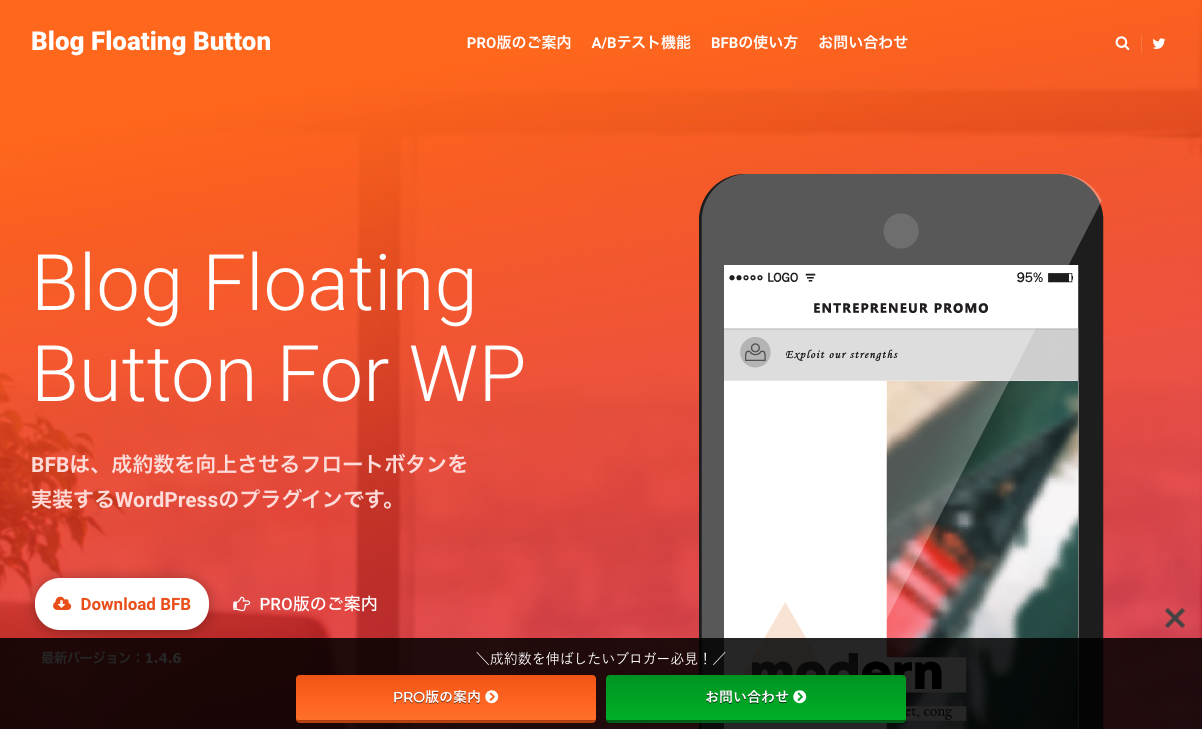 Blog Floating Button
PRO版のご案内 A/Bテスト機能 BFBの使い方 お問い合わせ
Blog Floating
Button For WP
BFBは、成約数を向上させるフロートボタンを
実装するWordPressのプラグインです。
Download BFB PRO版のご案内
最新バージョン：1.4.6
LOGO 95%
ENTREPRENEUR PROMO
Exploit our strengths
modern
et, cong
＼成約数を伸ばしたいブロガー必見！／
PRO版の案内 お問い合わせ